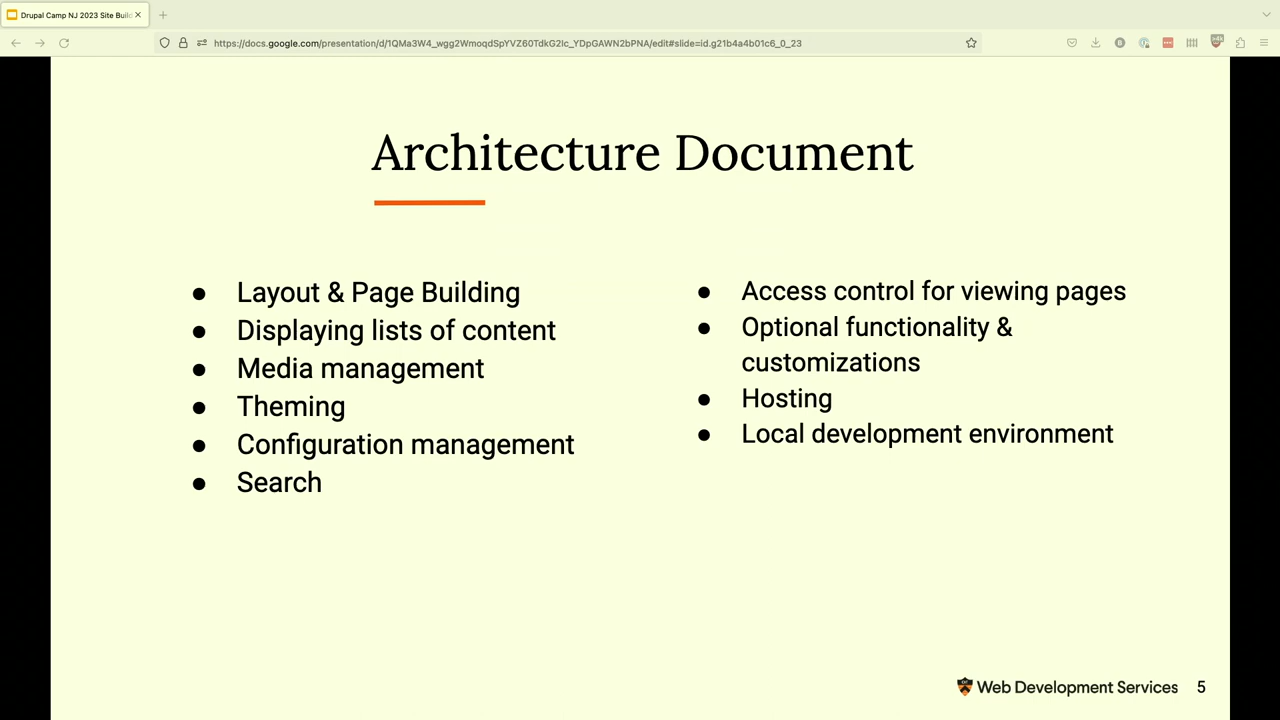 Drupal Camp NJ 2023 Site Buil
https://docs.google.com/presentation/d/1QMa3W4_wgg2WmoqdSpYVZ60TdkG2lc_YDpGAWN2bPNA/edit#slide=id.g21b4a4b01c6_0_23
Architecture Document
● Layout & Page Building
● Displaying lists of content
● Media management
● Theming
● Configuration management
● Search
● Access control for viewing pages
● Optional functionality &
customizations
● Hosting
● Local development environment
Web Development Services 5